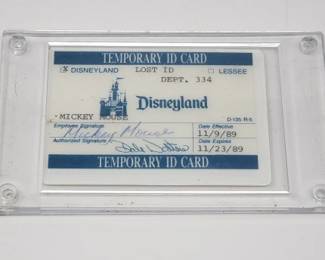 TEMPORARY ID CARD
X DISNEYLAND LOST ID LESSEE
DEPT. 334
Disneyland
MICKEY MOUSE D-135 R-5
Employee Signature Date Effective
Mickey Mouse 11/9/89
Authorized Signature Date Expires
11/23/89
TEMPORARY ID CARD